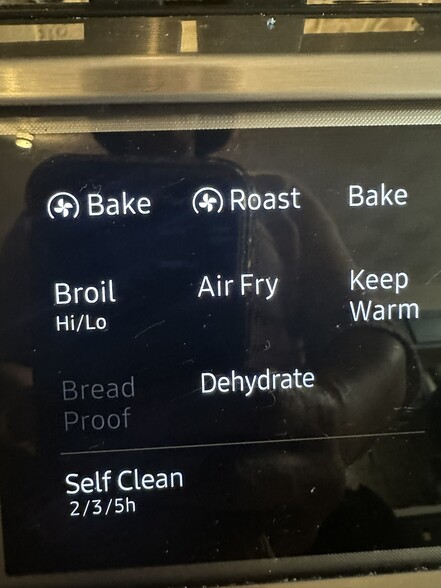 Bake Roast Bake
Broil Air Fry Keep
Hi/Lo Warm
Bread Dehydrate
Proof
Self Clean
2/3/5h